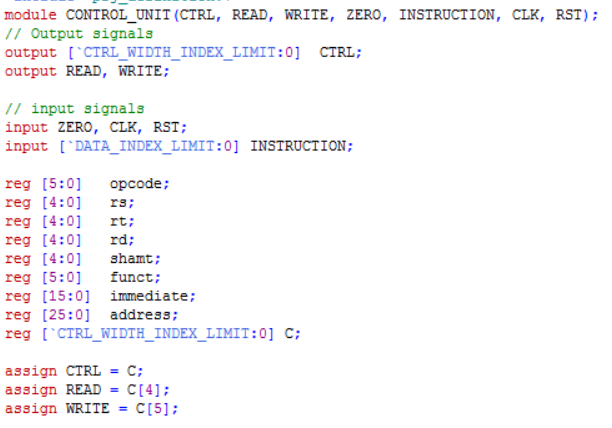 module CONTROL_UNIT(CTRL, READ, WRITE, ZERO, INSTRUCTION, CLK, RST);
// Output signals
output [`CTRL_WIDTH_INDEX_LIMIT:0]  CTRL;
output READ, WRITE;
// input signals
input ZERO, CLK, RST;
input [`DATA_INDEX_LIMIT:0] INSTRUCTION;
reg [5:0]   opcode;
reg [4:0]   rs;
reg [4:0]   rt;
reg [4:0]   rd;
reg [4:0]   shamt;
reg [5:0]   funct;
reg [15:0]  immediate;
reg [25:0]  address;
reg [`CTRL_WIDTH_INDEX_LIMIT:0] C;
assign CTRL = C;
assign READ = C[4];
assign WRITE = C[5];